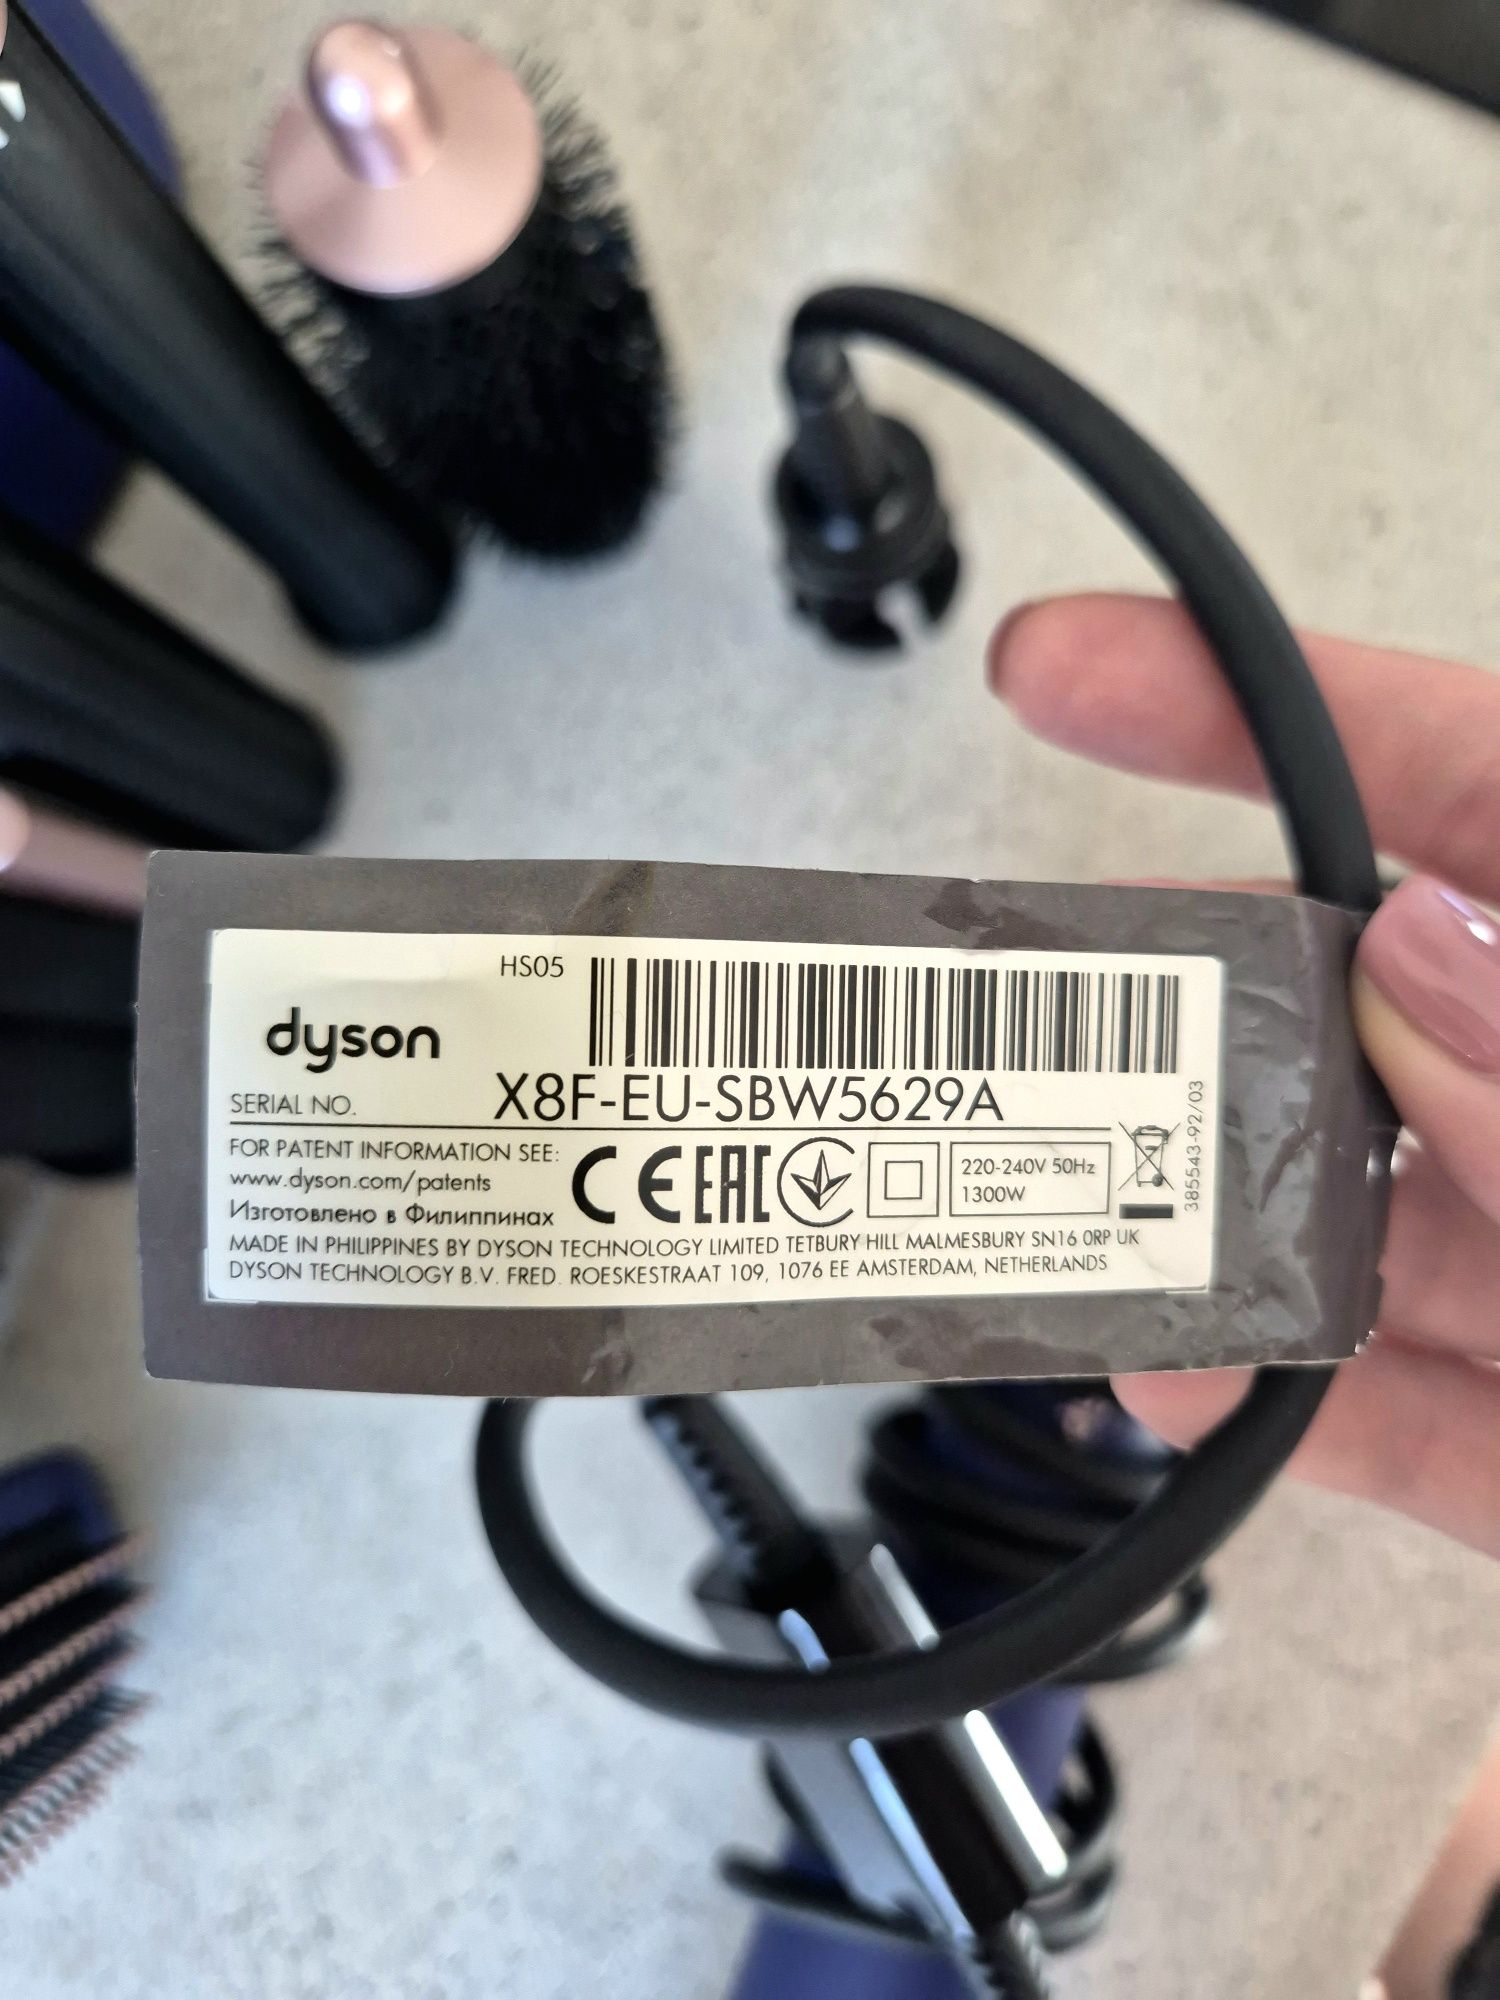 HS05
dyson
SERIAL NO. X8F-EU-SBW5629A
FOR PATENT INFORMATION SEE:
www.dyson.com/patents
Изготовлено в Филиппинах
CE EAC
220-240V 50Hz
1300W
385543-92/03
MADE IN PHILIPPINES BY DYSON TECHNOLOGY LIMITED TETBURY HILL MALMESBURY SN16 0RP UK
DYSON TECHNOLOGY B.V. FRED. ROESKESTRAAT 109, 1076 EE AMSTERDAM, NETHERLANDS